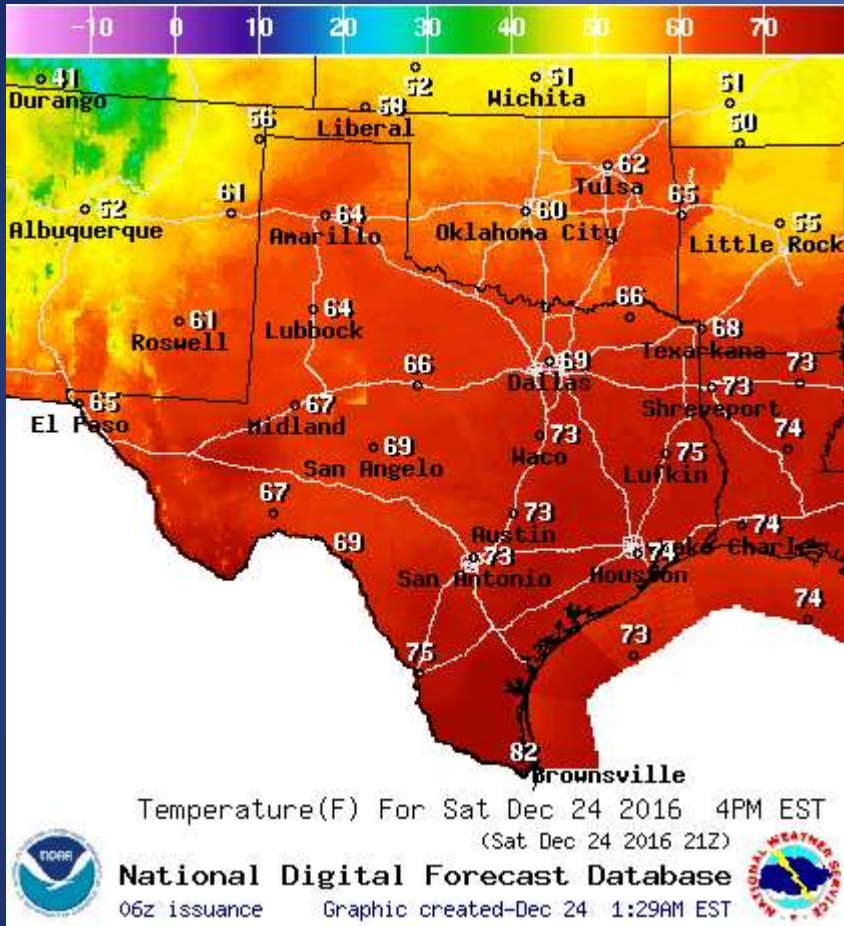 -10 0 10 20 30 40 50 60 70
41
Durango
52
51
Wichita
51
58
Liberal
56
50
62
Tulsa
52
Albuquerque
61
64
Amarillo
60
Oklahoma City
65
55
Little Rock
61
Roswell
64
Lubbock
66
68
Texarkana
66
69
Dallas
73
73
Shreveport
65
El Paso
67
Midland
69
San Angelo
73
Waco
75
Lufkin
74
67
73
Austin
74
69
73
San Antonio
74
Houston
74
73
75
82
Brownsville
Temperature(F) For Sat Dec 24 2016 4PM EST
(Sat Dec 24 2016 21Z)
NOAA
National Digital Forecast Database
06z issuance Graphic created-Dec 24 1:29AM EST
NATIONAL WEATHER SERVICE